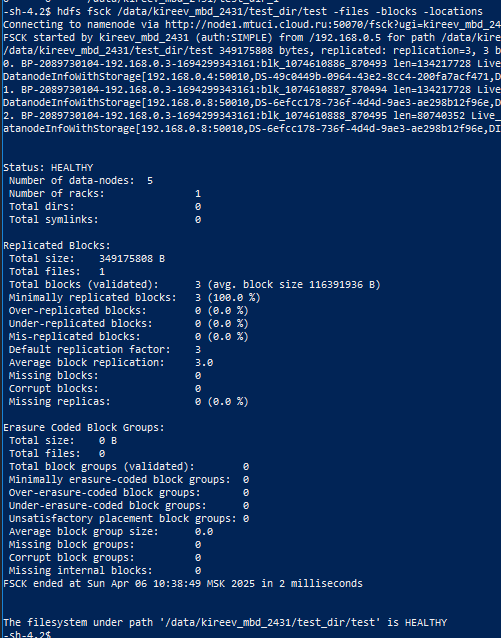 -sh-4.2$ hdfs fsck /data/kireev_mbd_2431/test_dir/test -files -blocks -locations
Connecting to namenode via http://node1.mtuci.cloud.ru:50070/fsck?ugi=kireev_m
FSCK started by kireev_mbd_2431 (auth:SIMPLE) from /192.168.0.5 for path /data/kire
/data/kireev_mbd_2431/test_dir/test 349175808 bytes, replicated: replication=3, 3 b
0. BP-2089730104-192.168.0.3-1694299343161:blk_1074610886_870493 len=134217728 Live
DatanodeInfoWithStorage[192.168.0.4:50010,DS-49c0449b-0964-43e2-8cc4-200fa7acf471,D
1. BP-2089730104-192.168.0.3-1694299343161:blk_1074610887_870494 len=134217728 Live
DatanodeInfoWithStorage[192.168.0.8:50010,DS-6efcc178-736f-4d4d-9ae3-ae298b12f96e,D
2. BP-2089730104-192.168.0.3-1694299343161:blk_1074610888_870495 len=80740352 Live_
atanodeInfoWithStorage[192.168.0.8:50010,DS-6efcc178-736f-4d4d-9ae3-ae298b12f96e,DI
Status: HEALTHY
Number of data-nodes: 5
Number of racks: 1
Total dirs: 0
Total symlinks: 0
Replicated Blocks:
Total size: 349175808 B
Total files: 1
Total blocks (validated): 3 (avg. block size 116391936 B)
Minimally replicated blocks: 3 (100.0 %)
Over-replicated blocks: 0 (0.0 %)
Under-replicated blocks: 0 (0.0 %)
Mis-replicated blocks: 0 (0.0 %)
Default replication factor: 3
Average block replication: 3.0
Missing blocks: 0
Corrupt blocks: 0
Missing replicas: 0 (0.0 %)
Erasure Coded Block Groups:
Total size: 0 B
Total files: 0
Total block groups (validated): 0
Minimally erasure-coded block groups: 0
Over-erasure-coded block groups: 0
Under-erasure-coded block groups: 0
Unsatisfactory placement block groups: 0
Average block group size: 0.0
Missing block groups: 0
Corrupt block groups: 0
Missing internal blocks: 0
FSCK ended at Sun Apr 06 10:38:49 MSK 2025 in 2 milliseconds
The filesystem under path '/data/kireev_mbd_2431/test_dir/test' is HEALTHY
-sh-4.2$